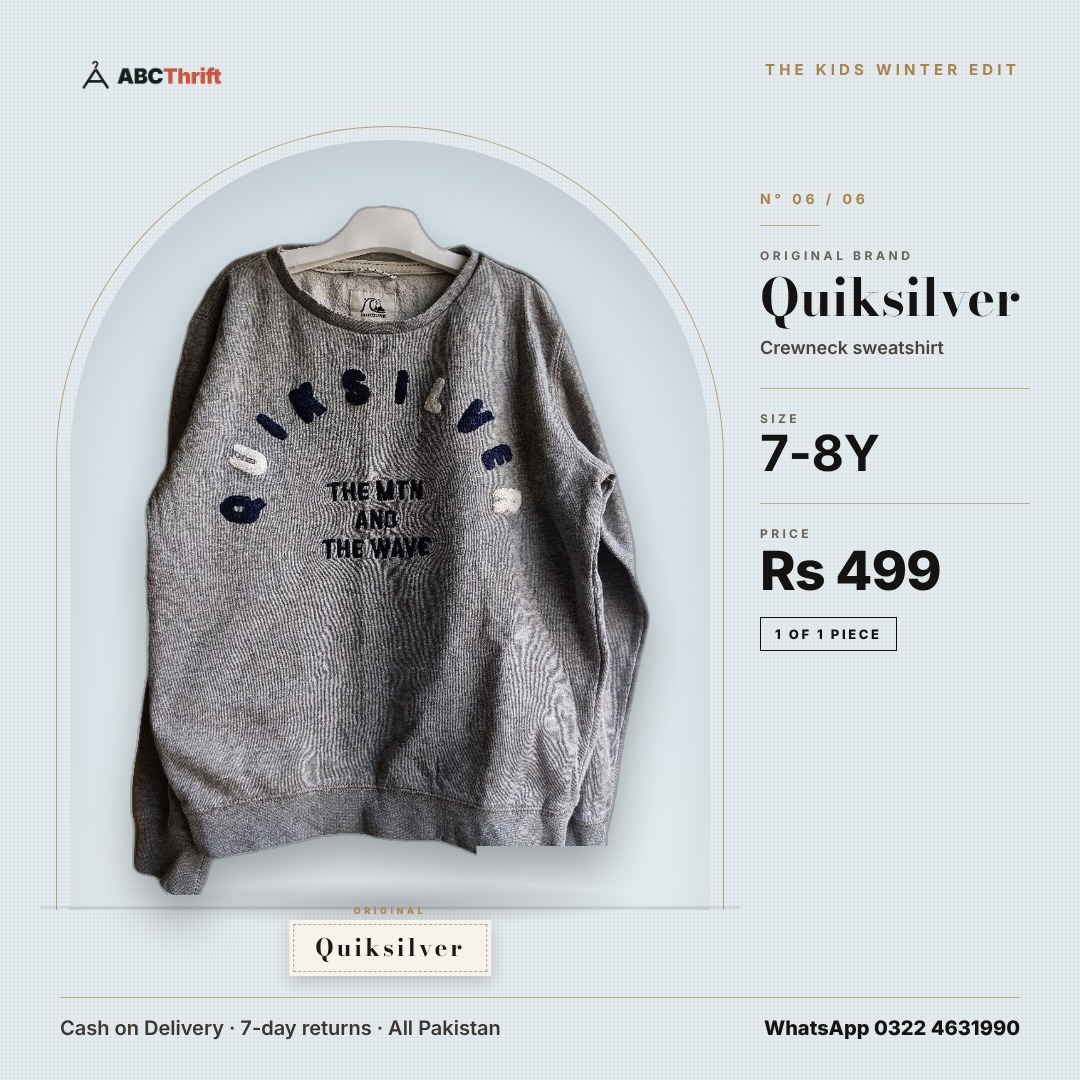 ABCThrift
THE KIDS WINTER EDIT
N° 06 / 06
ORIGINAL BRAND
Quiksilver
Crewneck sweatshirt
SIZE
7-8Y
PRICE
Rs 499
1 OF 1 PIECE
QUIKSILVER
QUIKSILVER
THE MTN
AND
THE WAVE
ORIGINAL
Quiksilver
Cash on Delivery · 7-day returns · All Pakistan
WhatsApp 0322 4631990